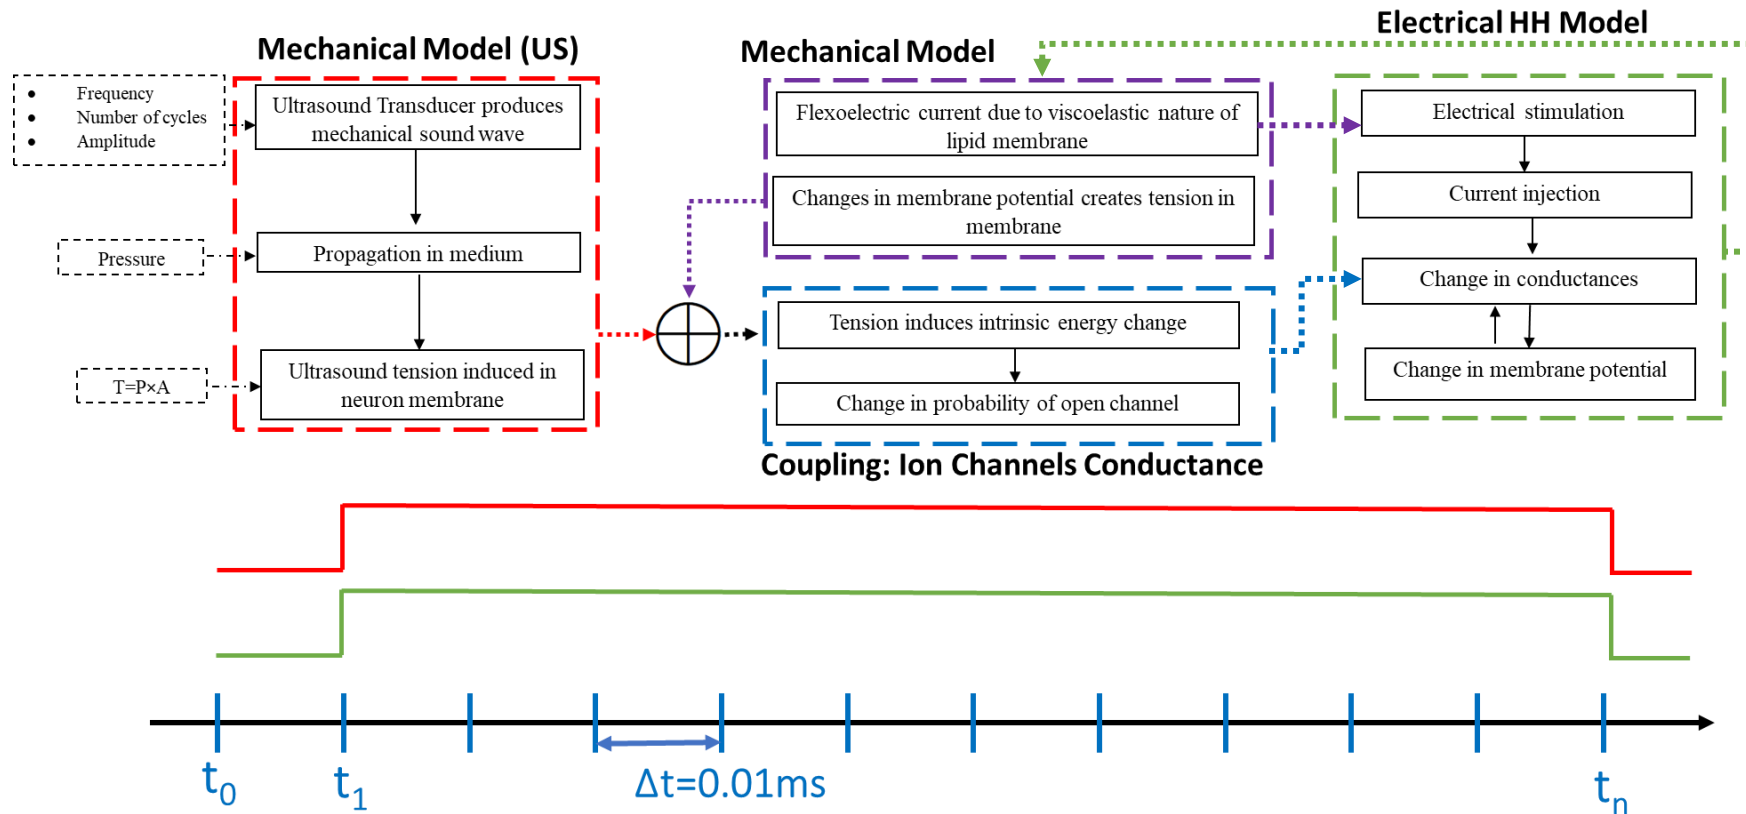 Electrical HH Model
Mechanical Model (US)
Mechanical Model
• Frequency
• Number of cycles
• Amplitude
Ultrasound Transducer produces
mechanical sound wave
Pressure
Propagation in medium
T=P×A
Ultrasound tension induced in
neuron membrane
Flexoelectric current due to viscoelastic nature of
lipid membrane
Changes in membrane potential creates tension in
membrane
Tension induces intrinsic energy change
Change in probability of open channel
Coupling: Ion Channels Conductance
Electrical stimulation
Current injection
Change in conductances
Change in membrane potential
t0
t1
Δt=0.01ms
tn